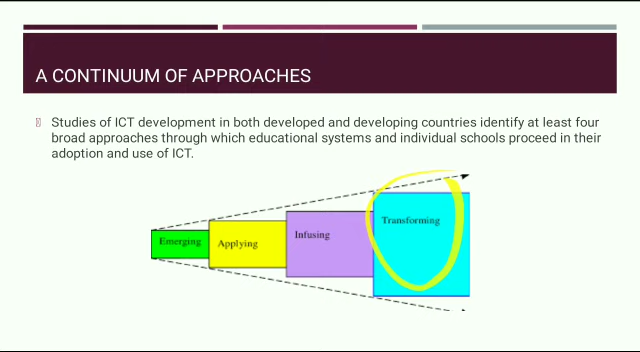 A CONTINUUM OF APPROACHES
Studies of ICT development in both developed and developing countries identify at least four
broad approaches through which educational systems and individual schools proceed in their
adoption and use of ICT.
Emerging
Applying
Infusing
Transforming